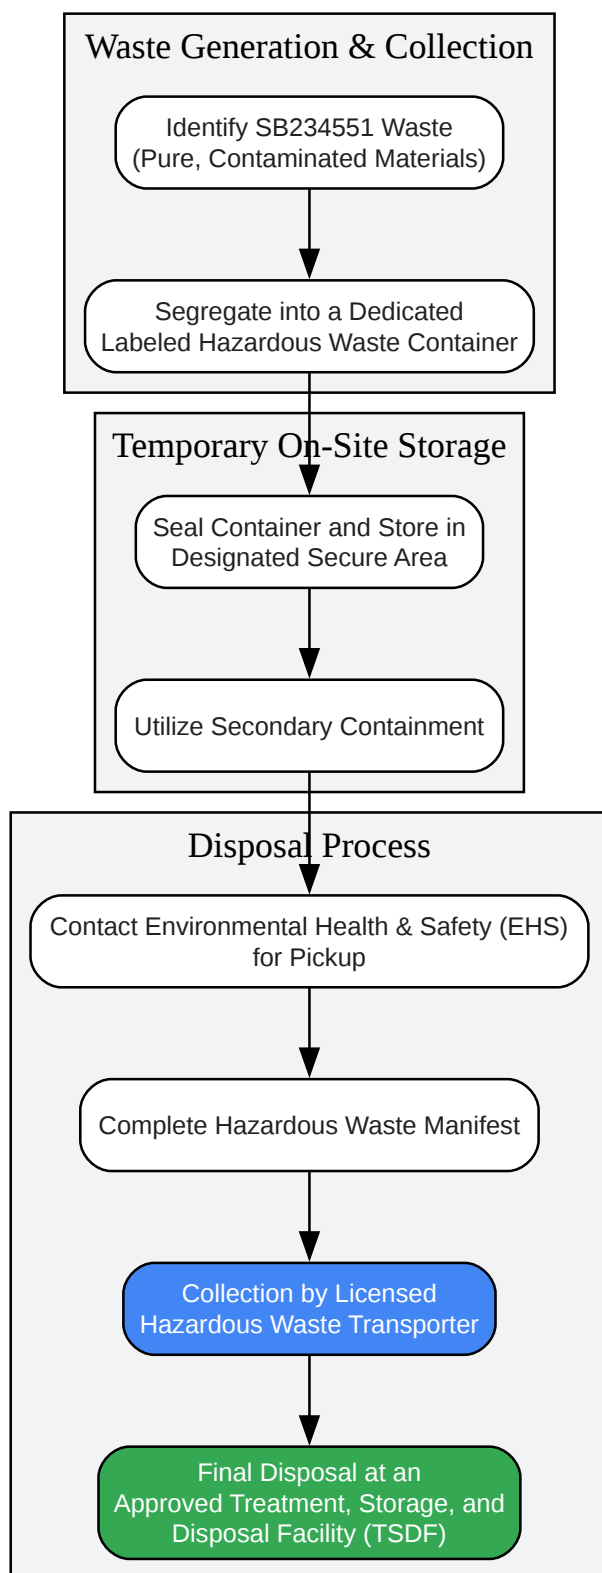 Waste Generation & Collection
Identify SB234551 Waste
(Pure, Contaminated Materials)
Segregate into a Dedicated
Labeled Hazardous Waste Container
Temporary On-Site Storage
Seal Container and Store in
Designated Secure Area
Utilize Secondary Containment
Disposal Process
Contact Environmental Health & Safety (EHS)
for Pickup
Complete Hazardous Waste Manifest
Collection by Licensed
Hazardous Waste Transporter
Final Disposal at an
Approved Treatment, Storage, and
Disposal Facility (TSDF)